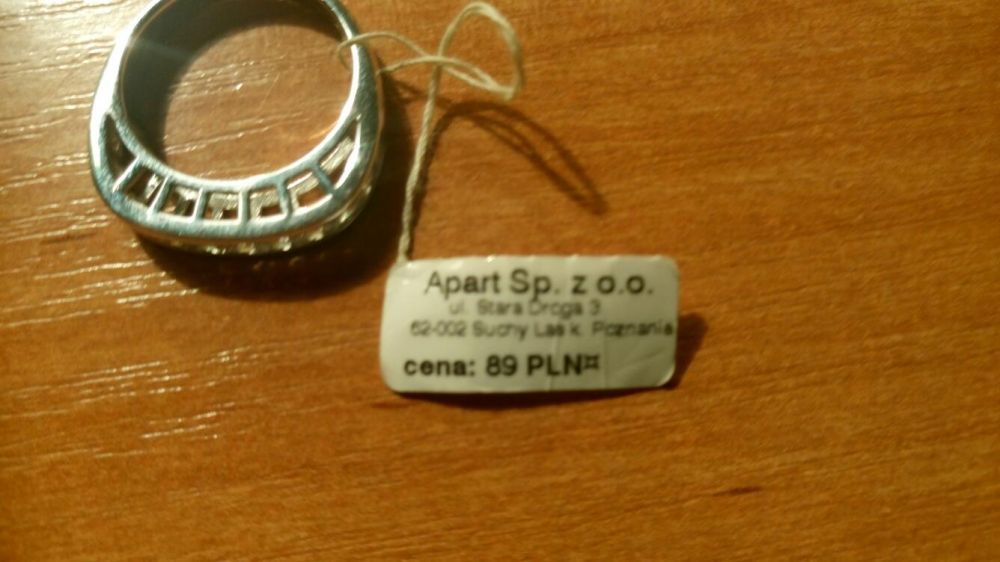 Apart Sp. z o.o.
ul. Stara Droga 3
62-002 Suchy Las k. Poznania
cena: 89 PLN¤